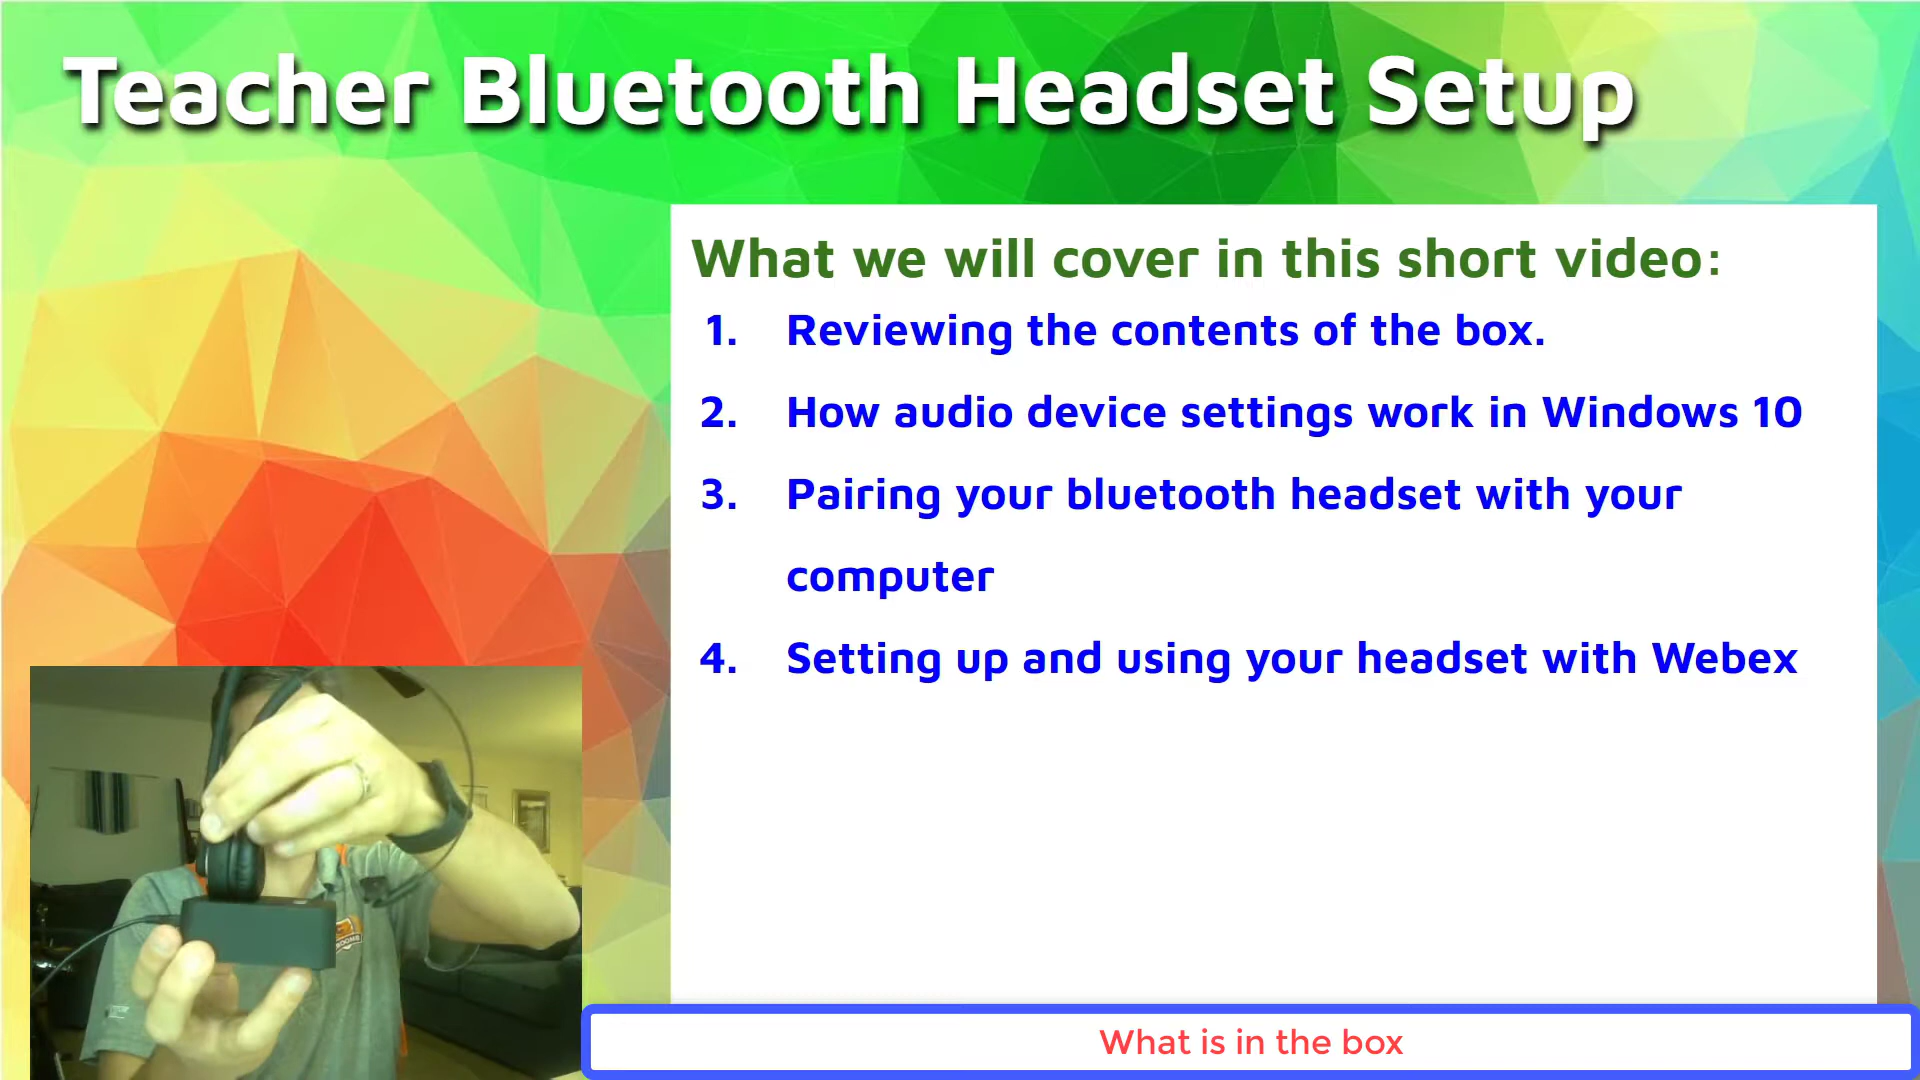 Teacher Bluetooth Headset Setup
What we will cover in this short video:
1. Reviewing the contents of the box.
2. How audio device settings work in Windows 10
3. Pairing your bluetooth headset with your
computer
4. Setting up and using your headset with Webex
What is in the box